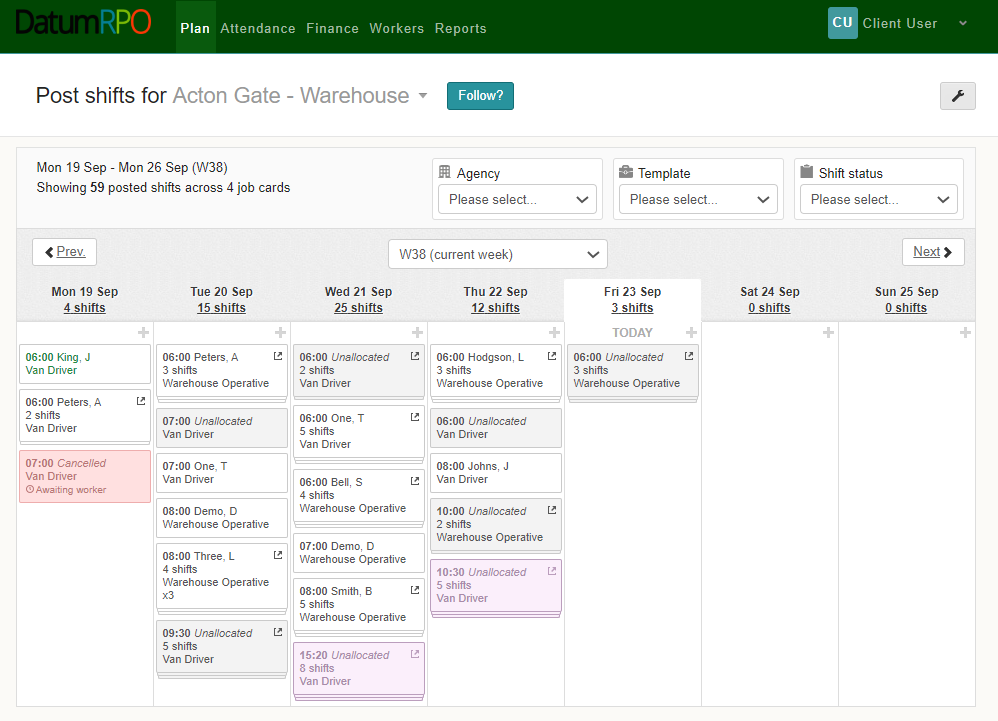 DatumRPO
Plan Attendance Finance Workers Reports
CU Client User
Post shifts for Acton Gate - Warehouse
Follow?
Mon 19 Sep - Mon 26 Sep (W38)
Showing 59 posted shifts across 4 job cards
Agency
Please select...
Template
Please select...
Shift status
Please select...
Prev.
W38 (current week)
Next
Mon 19 Sep
4 shifts
Tue 20 Sep
15 shifts
Wed 21 Sep
25 shifts
Thu 22 Sep
12 shifts
Fri 23 Sep
3 shifts
Sat 24 Sep
0 shifts
Sun 25 Sep
0 shifts
06:00 King, J
Van Driver
06:00 Peters, A
2 shifts
Van Driver
07:00 Cancelled
Van Driver
Awaiting worker
06:00 Peters, A
3 shifts
Warehouse Operative
07:00 Unallocated
Van Driver
07:00 One, T
Van Driver
08:00 Demo, D
Warehouse Operative
08:00 Three, L
4 shifts
Warehouse Operative
x3
09:30 Unallocated
5 shifts
Van Driver
06:00 Unallocated
2 shifts
Van Driver
06:00 One, T
5 shifts
Van Driver
06:00 Bell, S
4 shifts
Warehouse Operative
07:00 Demo, D
Warehouse Operative
08:00 Smith, B
5 shifts
Warehouse Operative
15:20 Unallocated
8 shifts
Van Driver
06:00 Hodgson, L
3 shifts
Warehouse Operative
06:00 Unallocated
Van Driver
08:00 Johns, J
Van Driver
10:00 Unallocated
2 shifts
Warehouse Operative
10:30 Unallocated
5 shifts
Van Driver
TODAY
06:00 Unallocated
3 shifts
Warehouse Operative